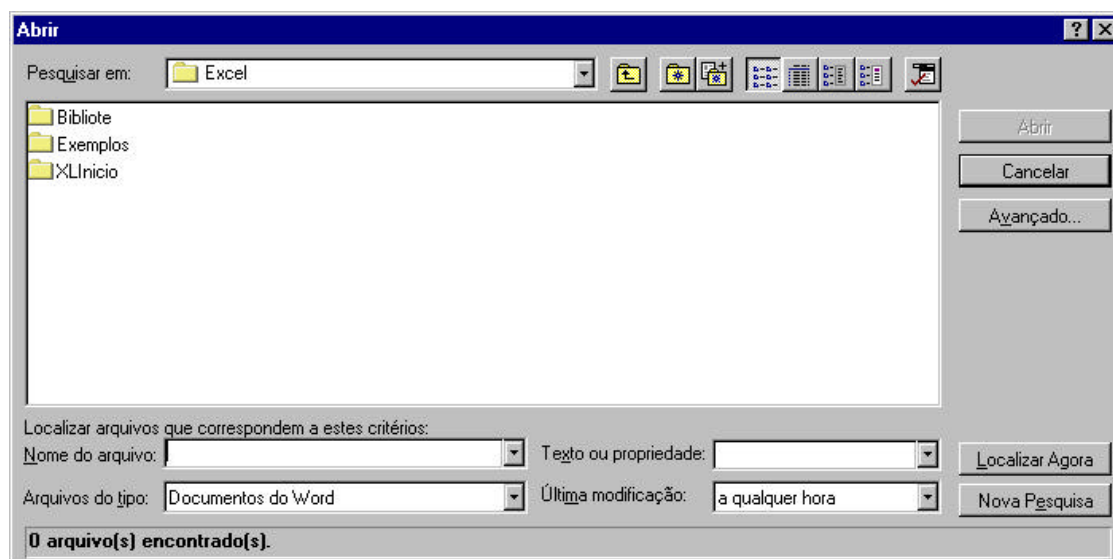 Abrir
Pesquisar em: Excel
Bibliote
Exemplos
XLInicio
Abrir
Cancelar
Avançado...
Localizar arquivos que correspondem a estes critérios:
Nome do arquivo: Texto ou propriedade: Localizar Agora
Arquivos do tipo: Documentos do Word Última modificação: a qualquer hora Nova Pesquisa
0 arquivo(s) encontrado(s).